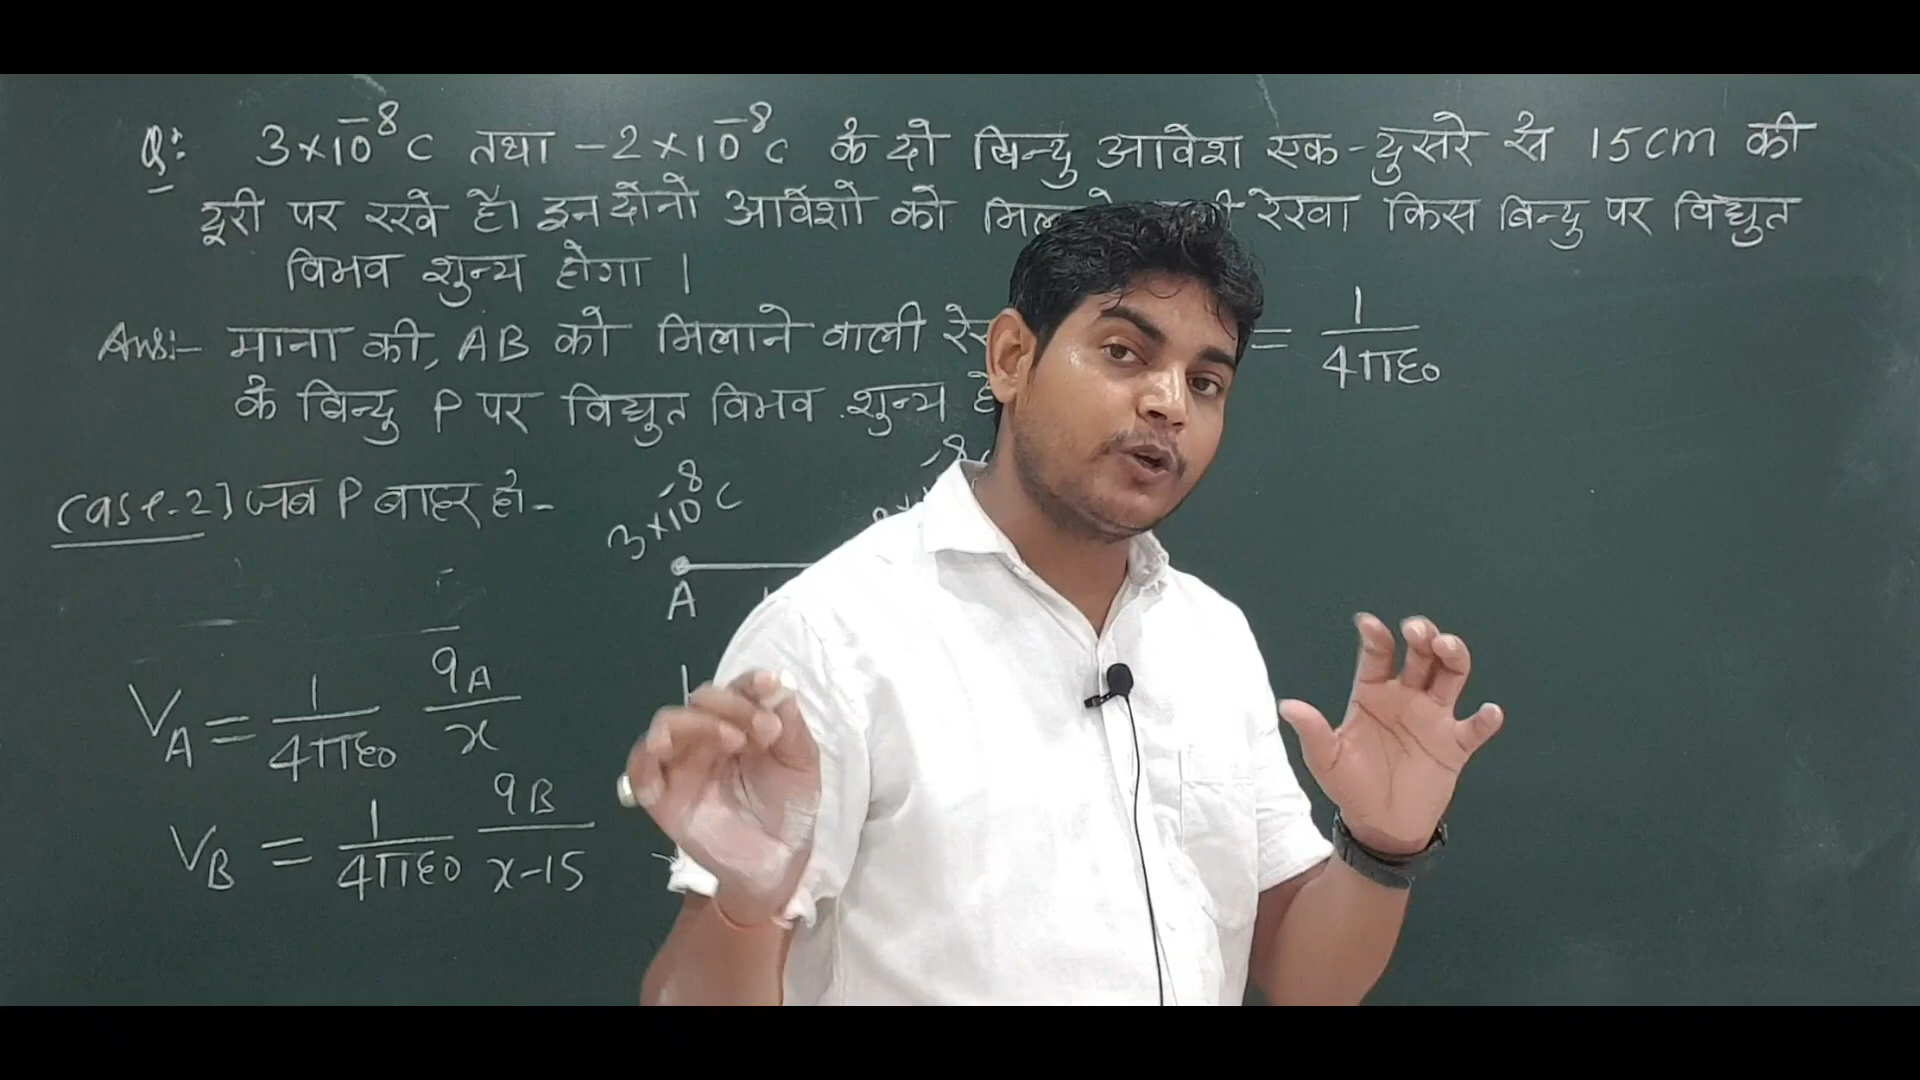 Q: 3×10⁻⁸C तथा -2×10⁻⁸C के दो बिन्दु आवेश एक-दुसरे से 15cm की
दूरी पर रखे है। इन दोनो आवेशो को रेखा किस बिन्दु पर विद्युत
विभव शुन्य होगा ।
= 1/4πε₀
Ans:- माना की, AB को मिलाने वाली
के बिन्दु P पर विद्युत विभव शुन्य
Case-2] जब P बाहर हो-
3×10⁻⁸C
A
V_A = 1/4πε₀ q_A/x
V_B = 1/4πε₀ q_B/x-15